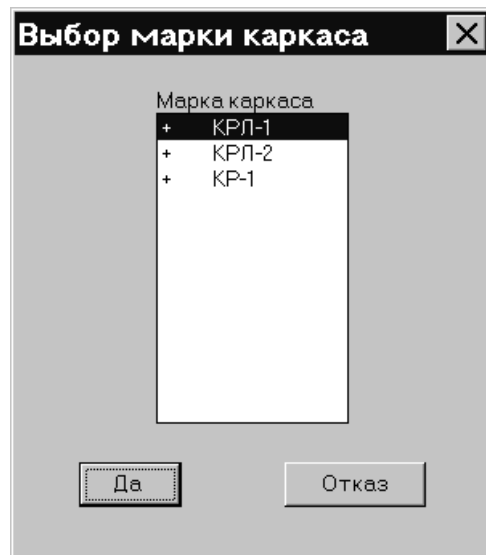 Выбор марки каркаса
Марка каркаса
+ КРЛ-1
+ КРЛ-2
+ КР-1
Да Отказ